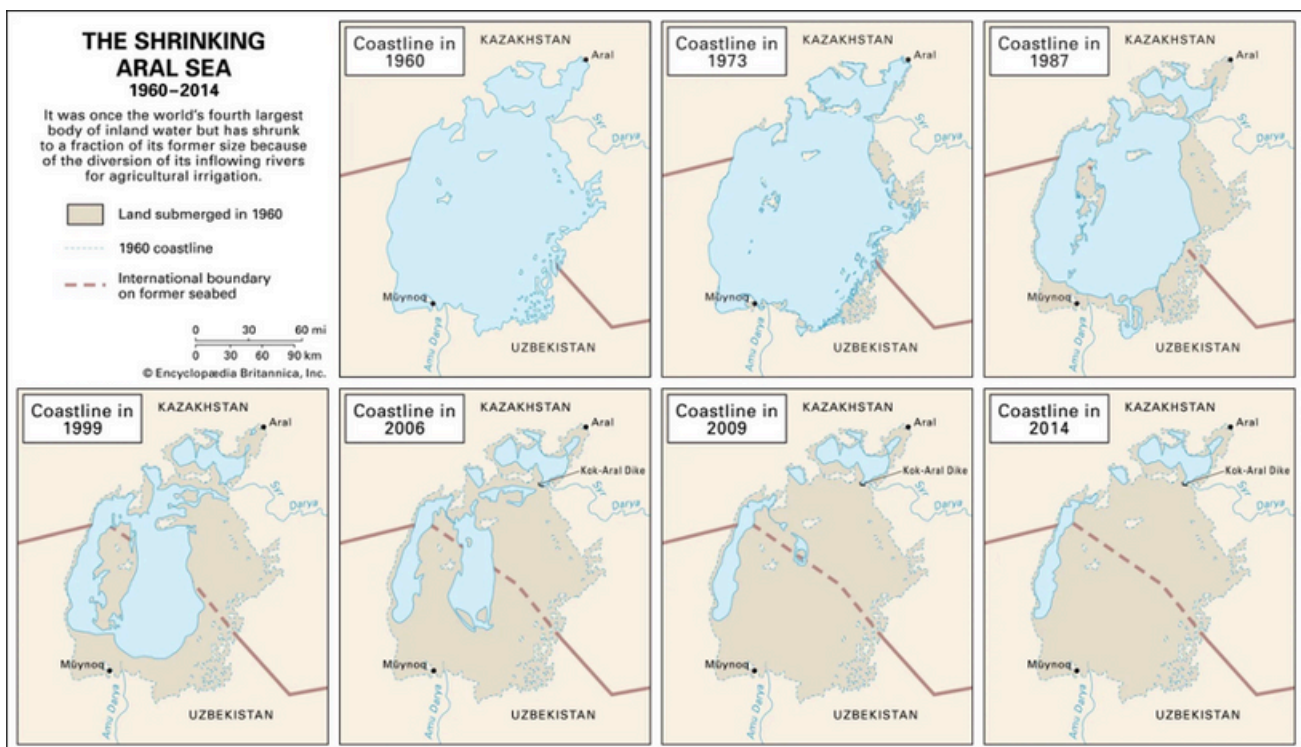 THE SHRINKING
ARAL SEA
1960–2014
It was once the world's fourth largest
body of inland water but has shrunk
to a fraction of its former size because
of the diversion of its inflowing rivers
for agricultural irrigation.
Land submerged in 1960
1960 coastline
International boundary
on former seabed
0 30 60 mi
0 30 60 90 km
© Encyclopædia Britannica, Inc.
Coastline in
1960
KAZAKHSTAN
Aral
Syr
Darya
Mŭynoq
Amu Darya
UZBEKISTAN
Coastline in
1973
KAZAKHSTAN
Aral
Syr
Darya
Mŭynoq
Amu Darya
UZBEKISTAN
Coastline in
1987
KAZAKHSTAN
Aral
Syr
Darya
Mŭynoq
Amu Darya
UZBEKISTAN
Coastline in
1999
KAZAKHSTAN
Aral
Syr
Darya
Mŭynoq
Amu Darya
UZBEKISTAN
Coastline in
2006
KAZAKHSTAN
Aral
Kok-Aral Dike
Syr
Darya
Mŭynoq
Amu Darya
UZBEKISTAN
Coastline in
2009
KAZAKHSTAN
Aral
Kok-Aral Dike
Syr
Darya
Mŭynoq
Amu Darya
UZBEKISTAN
Coastline in
2014
KAZAKHSTAN
Aral
Kok-Aral Dike
Syr
Darya
Mŭynoq
Amu Darya
UZBEKISTAN